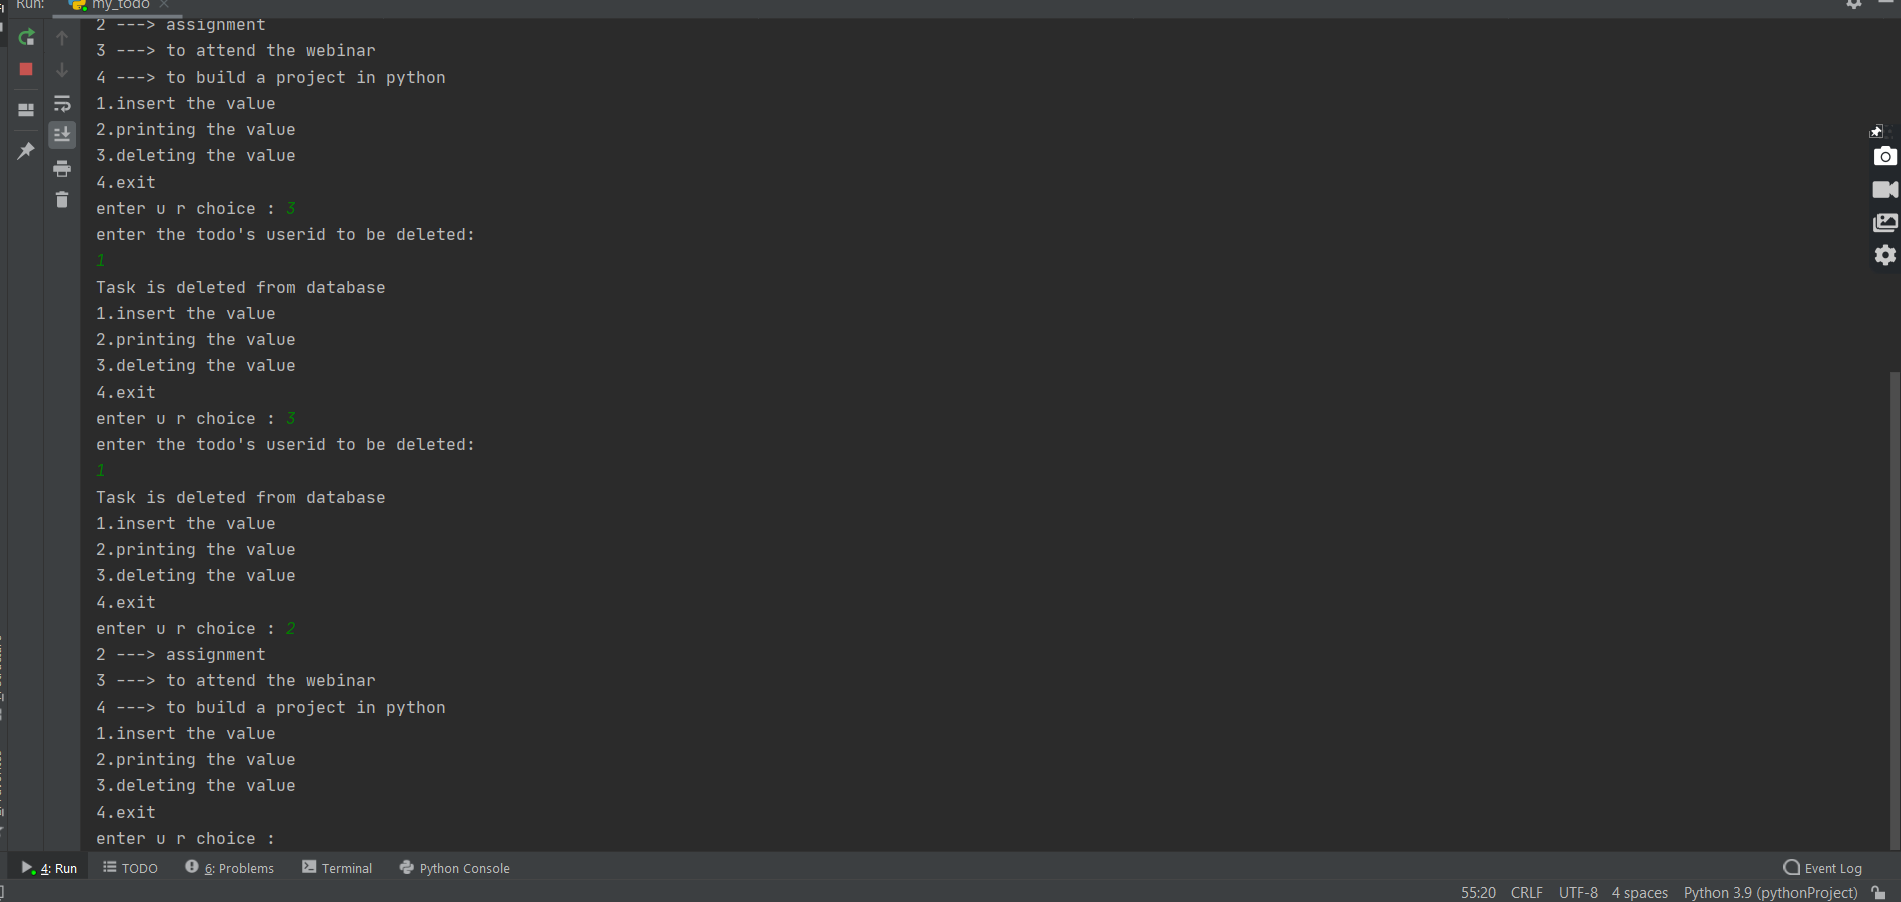 Run:
my_todo
2 ---> assignment
3 ---> to attend the webinar
4 ---> to build a project in python
1.insert the value
2.printing the value
3.deleting the value
4.exit
enter u r choice : 3
enter the todo's userid to be deleted:
1
Task is deleted from database
1.insert the value
2.printing the value
3.deleting the value
4.exit
enter u r choice : 3
enter the todo's userid to be deleted:
1
Task is deleted from database
1.insert the value
2.printing the value
3.deleting the value
4.exit
enter u r choice : 2
2 ---> assignment
3 ---> to attend the webinar
4 ---> to build a project in python
1.insert the value
2.printing the value
3.deleting the value
4.exit
enter u r choice :
4: Run TODO 6: Problems Terminal Python Console Event Log
55:20 CRLF UTF-8 4 spaces Python 3.9 (pythonProject)